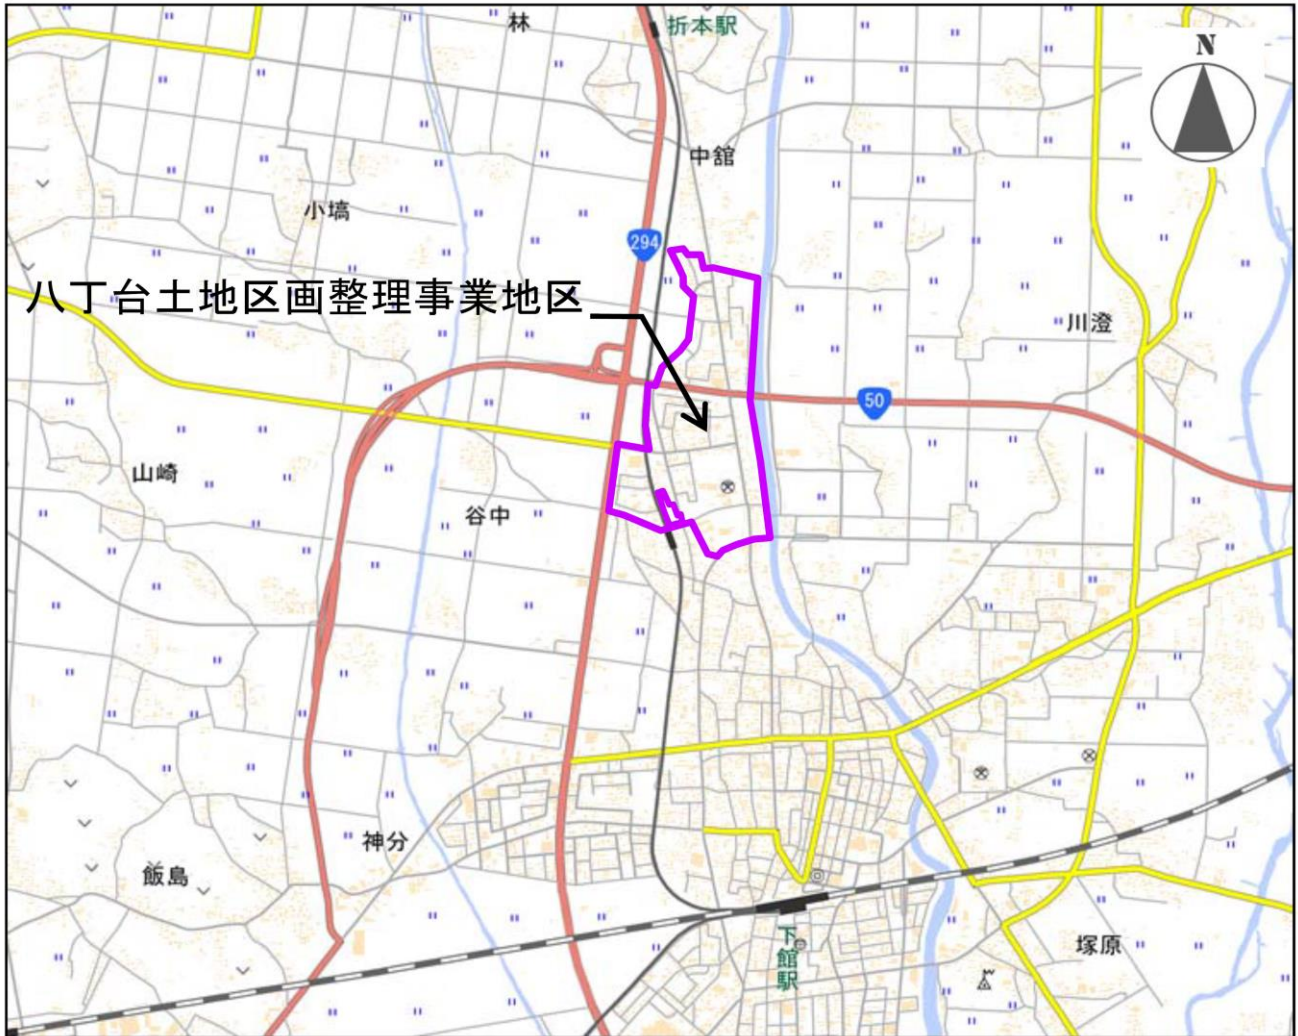 林
折本駅
N
中舘
小塙
294
八丁台土地区画整理事業地区
川澄
50
山崎
谷中
神分
飯島
下館駅
塚原